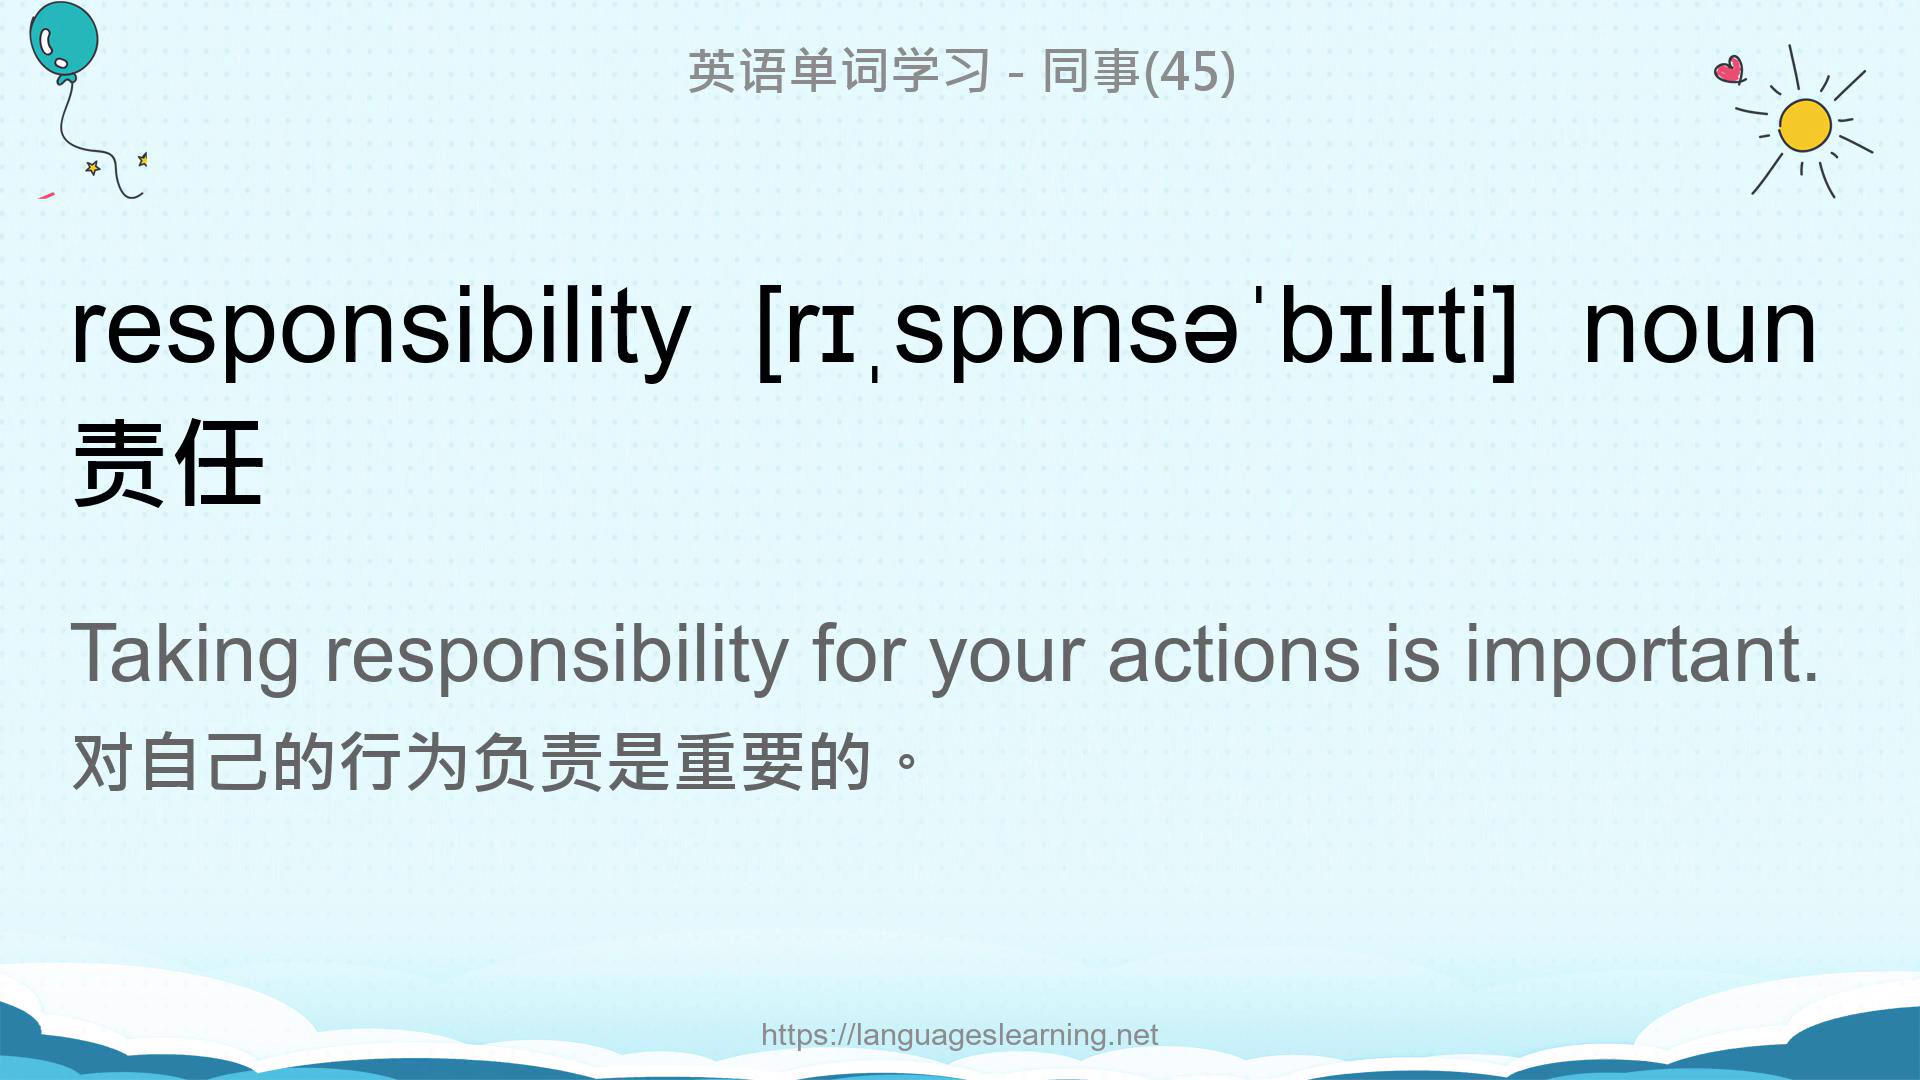 英语单词学习 - 同事(45)
responsibility [rɪˌspɒnsəˈbɪlɪti] noun
责任
Taking responsibility for your actions is important.
对自己的行为负责是重要的。
https://languageslearning.net